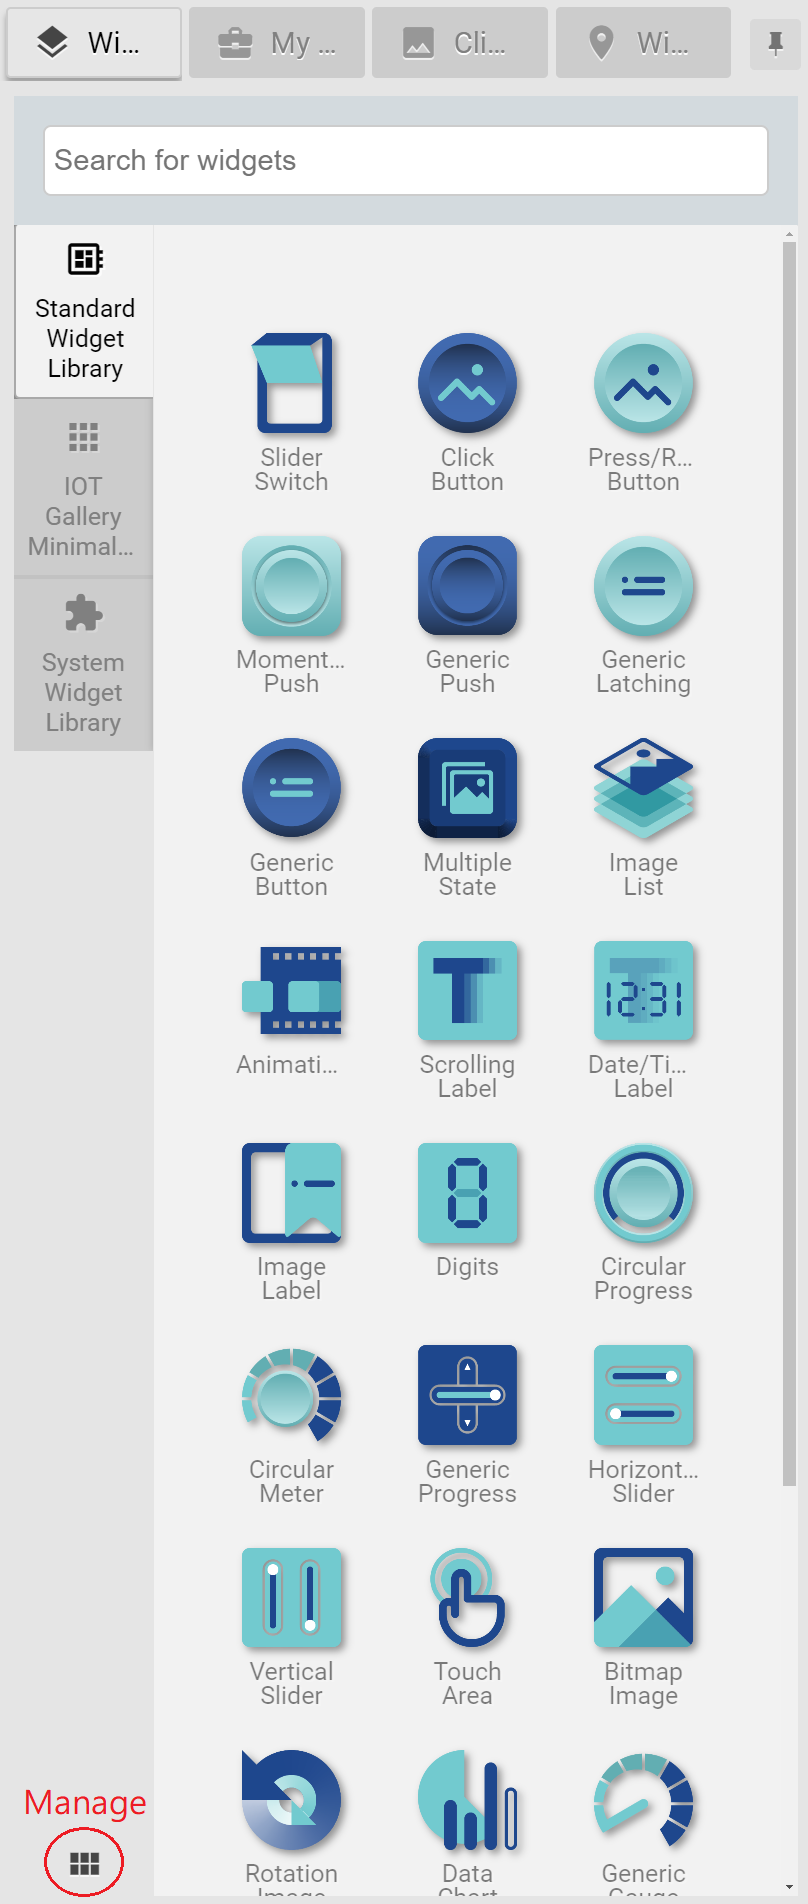 Wi...
My ...
Cli...
Wi...
Search for widgets
Standard
Widget
Library
IOT
Gallery
Minimal...
System
Widget
Library
Slider
Switch
Click
Button
Press/R...
Button
Moment...
Push
Generic
Push
Generic
Latching
Generic
Button
Multiple
State
Image
List
Animati...
Scrolling
Label
12:31
Date/Ti...
Label
Image
Label
Digits
Circular
Progress
Circular
Meter
Generic
Progress
Horizont...
Slider
Vertical
Slider
Touch
Area
Bitmap
Image
Manage
Rotation
Image
Data
Chart
Generic
Gauge